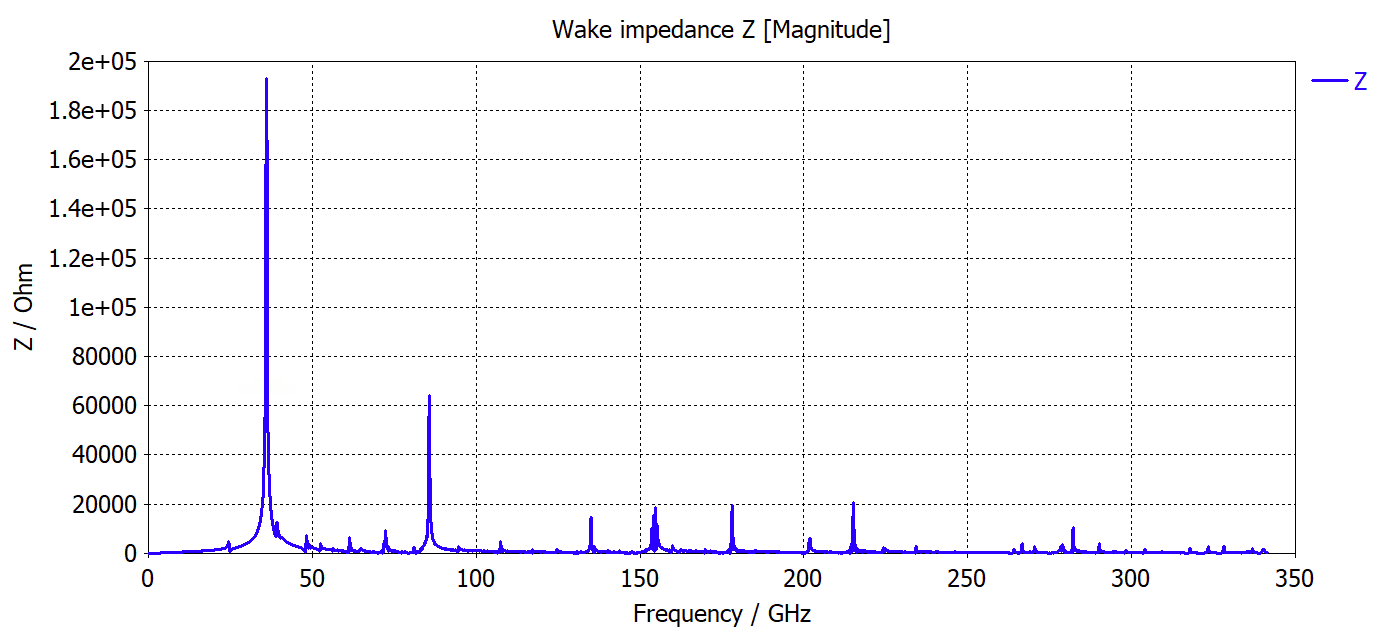 Wake impedance Z [Magnitude]
2e+05
1.8e+05
1.6e+05
1.4e+05
1.2e+05
1e+05
80000
60000
40000
20000
0
Z / Ohm
0 50 100 150 200 250 300 350
Frequency / GHz
Z